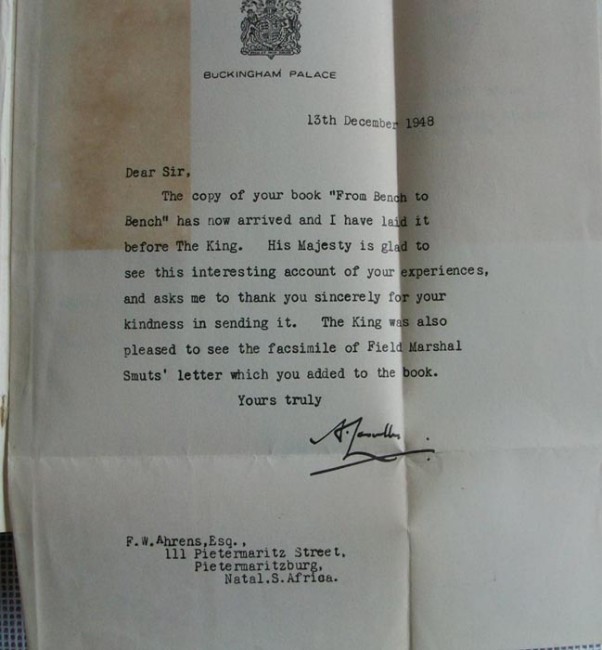 BUCKINGHAM PALACE
13th December 1948
Dear Sir,
The copy of your book "From Bench to
Bench" has now arrived and I have laid it
before The King. His Majesty is glad to
see this interesting account of your experiences,
and asks me to thank you sincerely for your
kindness in sending it. The King was also
pleased to see the facsimile of Field Marshal
Smuts' letter which you added to the book.
Yours truly
A. Lascelles
F.W.Ahrens,Esq.,
111 Pietermaritz Street,
Pietermaritzburg,
Natal.S.Africa.